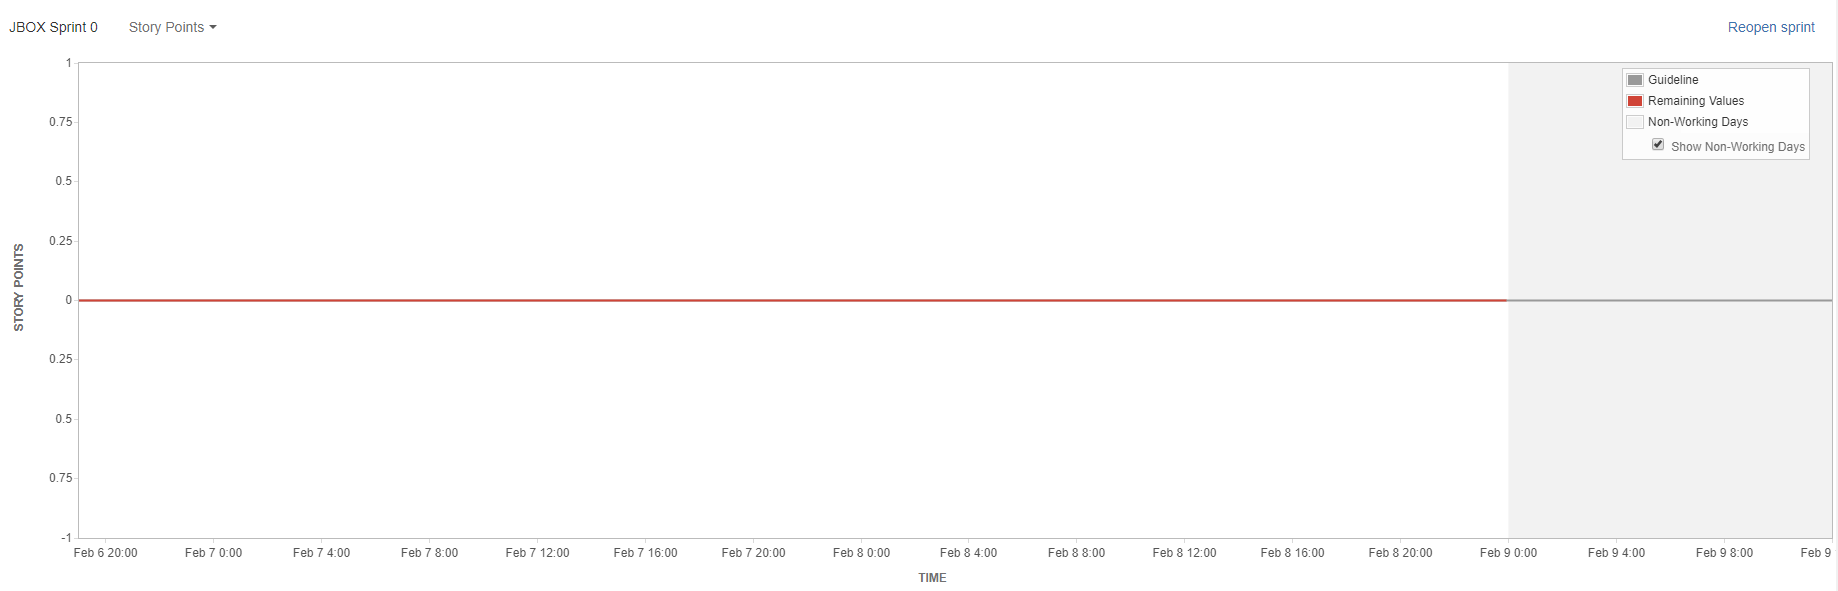 JBOX Sprint 0 Story Points Reopen sprint
1
0.75
0.5
0.25
0
0.25
0.5
0.75
-1
STORY POINTS
Guideline
Remaining Values
Non-Working Days
Show Non-Working Days
Feb 6 20:00 Feb 7 0:00 Feb 7 4:00 Feb 7 8:00 Feb 7 12:00 Feb 7 16:00 Feb 7 20:00 Feb 8 0:00 Feb 8 4:00 Feb 8 8:00 Feb 8 12:00 Feb 8 16:00 Feb 8 20:00 Feb 9 0:00 Feb 9 4:00 Feb 9 8:00 Feb 9
TIME